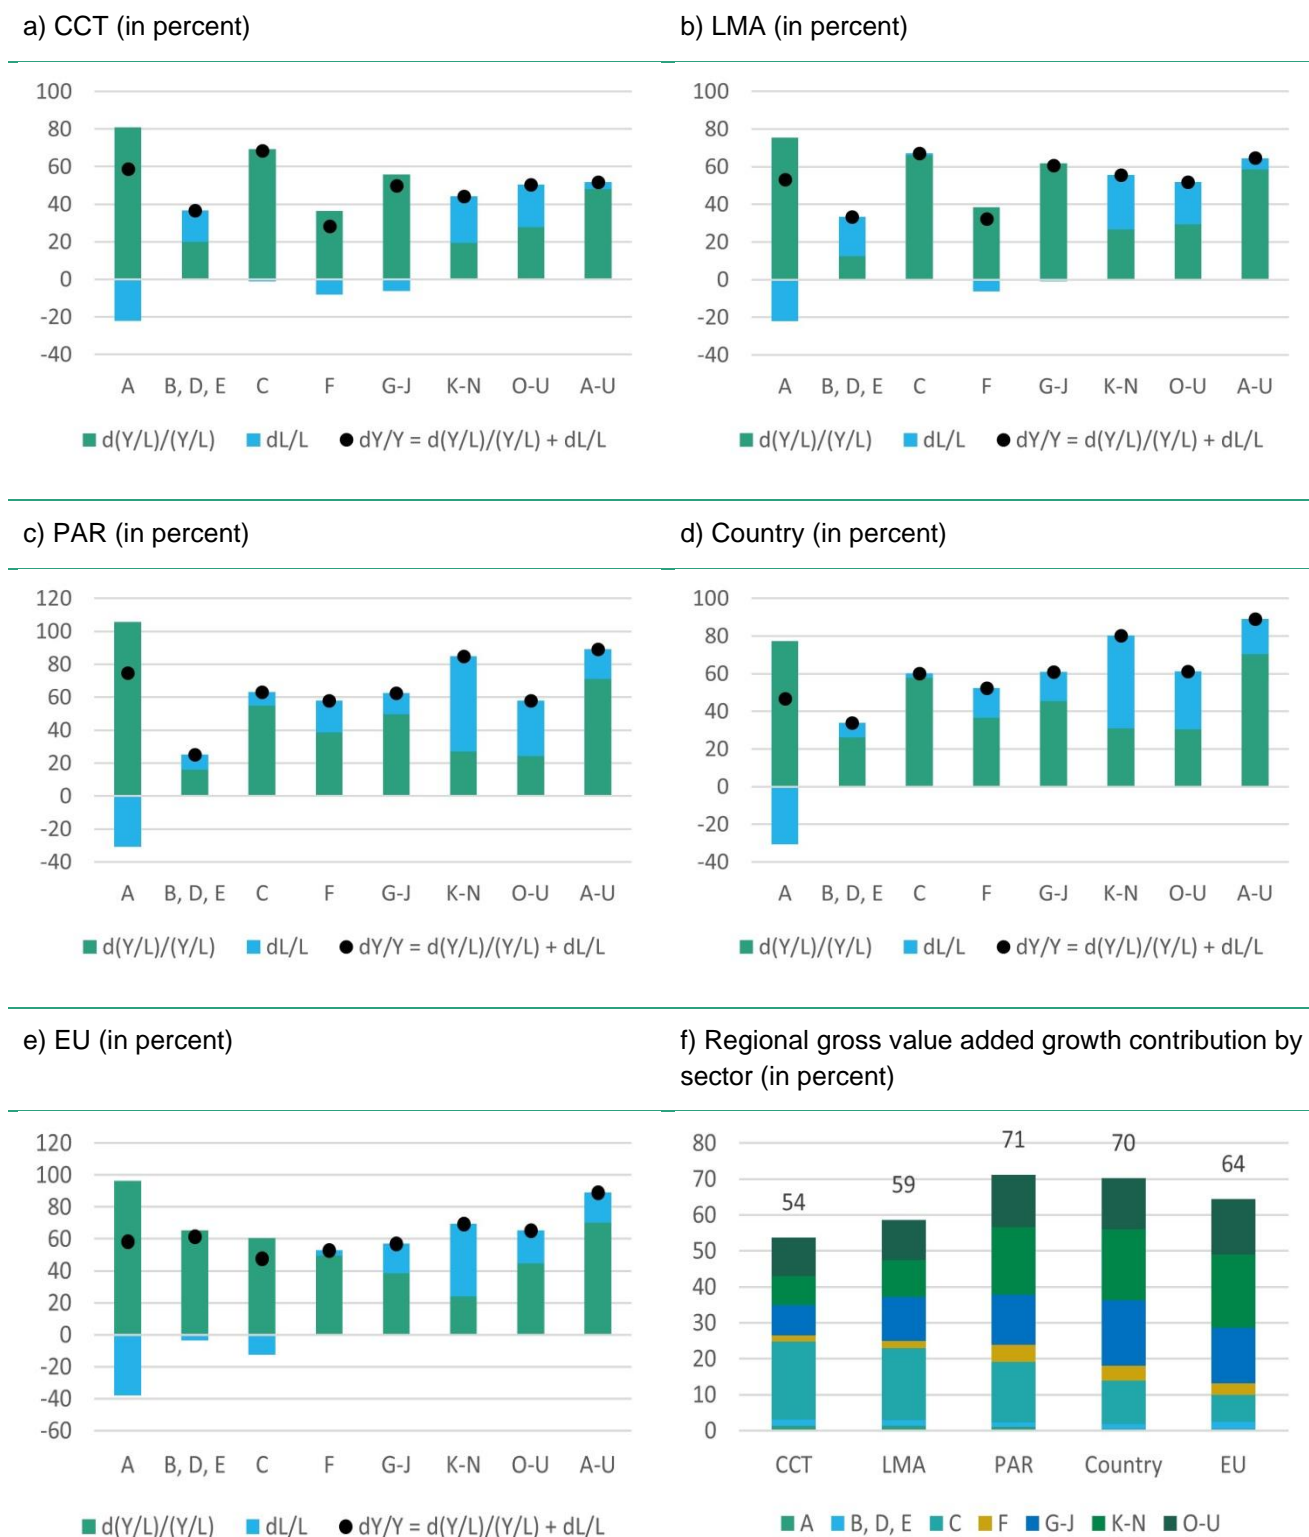 a) CCT (in percent)
b) LMA (in percent)
100
80
60
40
20
0
-20
-40
A B, D, E C F G-J K-N O-U A-U
d(Y/L)/(Y/L) dL/L dY/Y = d(Y/L)/(Y/L) + dL/L
100
80
60
40
20
0
-20
-40
A B, D, E C F G-J K-N O-U A-U
d(Y/L)/(Y/L) dL/L dY/Y = d(Y/L)/(Y/L) + dL/L
c) PAR (in percent)
d) Country (in percent)
120
100
80
60
40
20
0
-20
-40
A B, D, E C F G-J K-N O-U A-U
d(Y/L)/(Y/L) dL/L dY/Y = d(Y/L)/(Y/L) + dL/L
100
80
60
40
20
0
-20
-40
A B, D, E C F G-J K-N O-U A-U
d(Y/L)/(Y/L) dL/L dY/Y = d(Y/L)/(Y/L) + dL/L
e) EU (in percent)
f) Regional gross value added growth contribution by
sector (in percent)
120
100
80
60
40
20
0
-20
-40
-60
A B, D, E C F G-J K-N O-U A-U
d(Y/L)/(Y/L) dL/L dY/Y = d(Y/L)/(Y/L) + dL/L
80
70
60
50
40
30
20
10
0
54 59 71 70 64
CCT LMA PAR Country EU
A B, D, E C F G-J K-N O-U